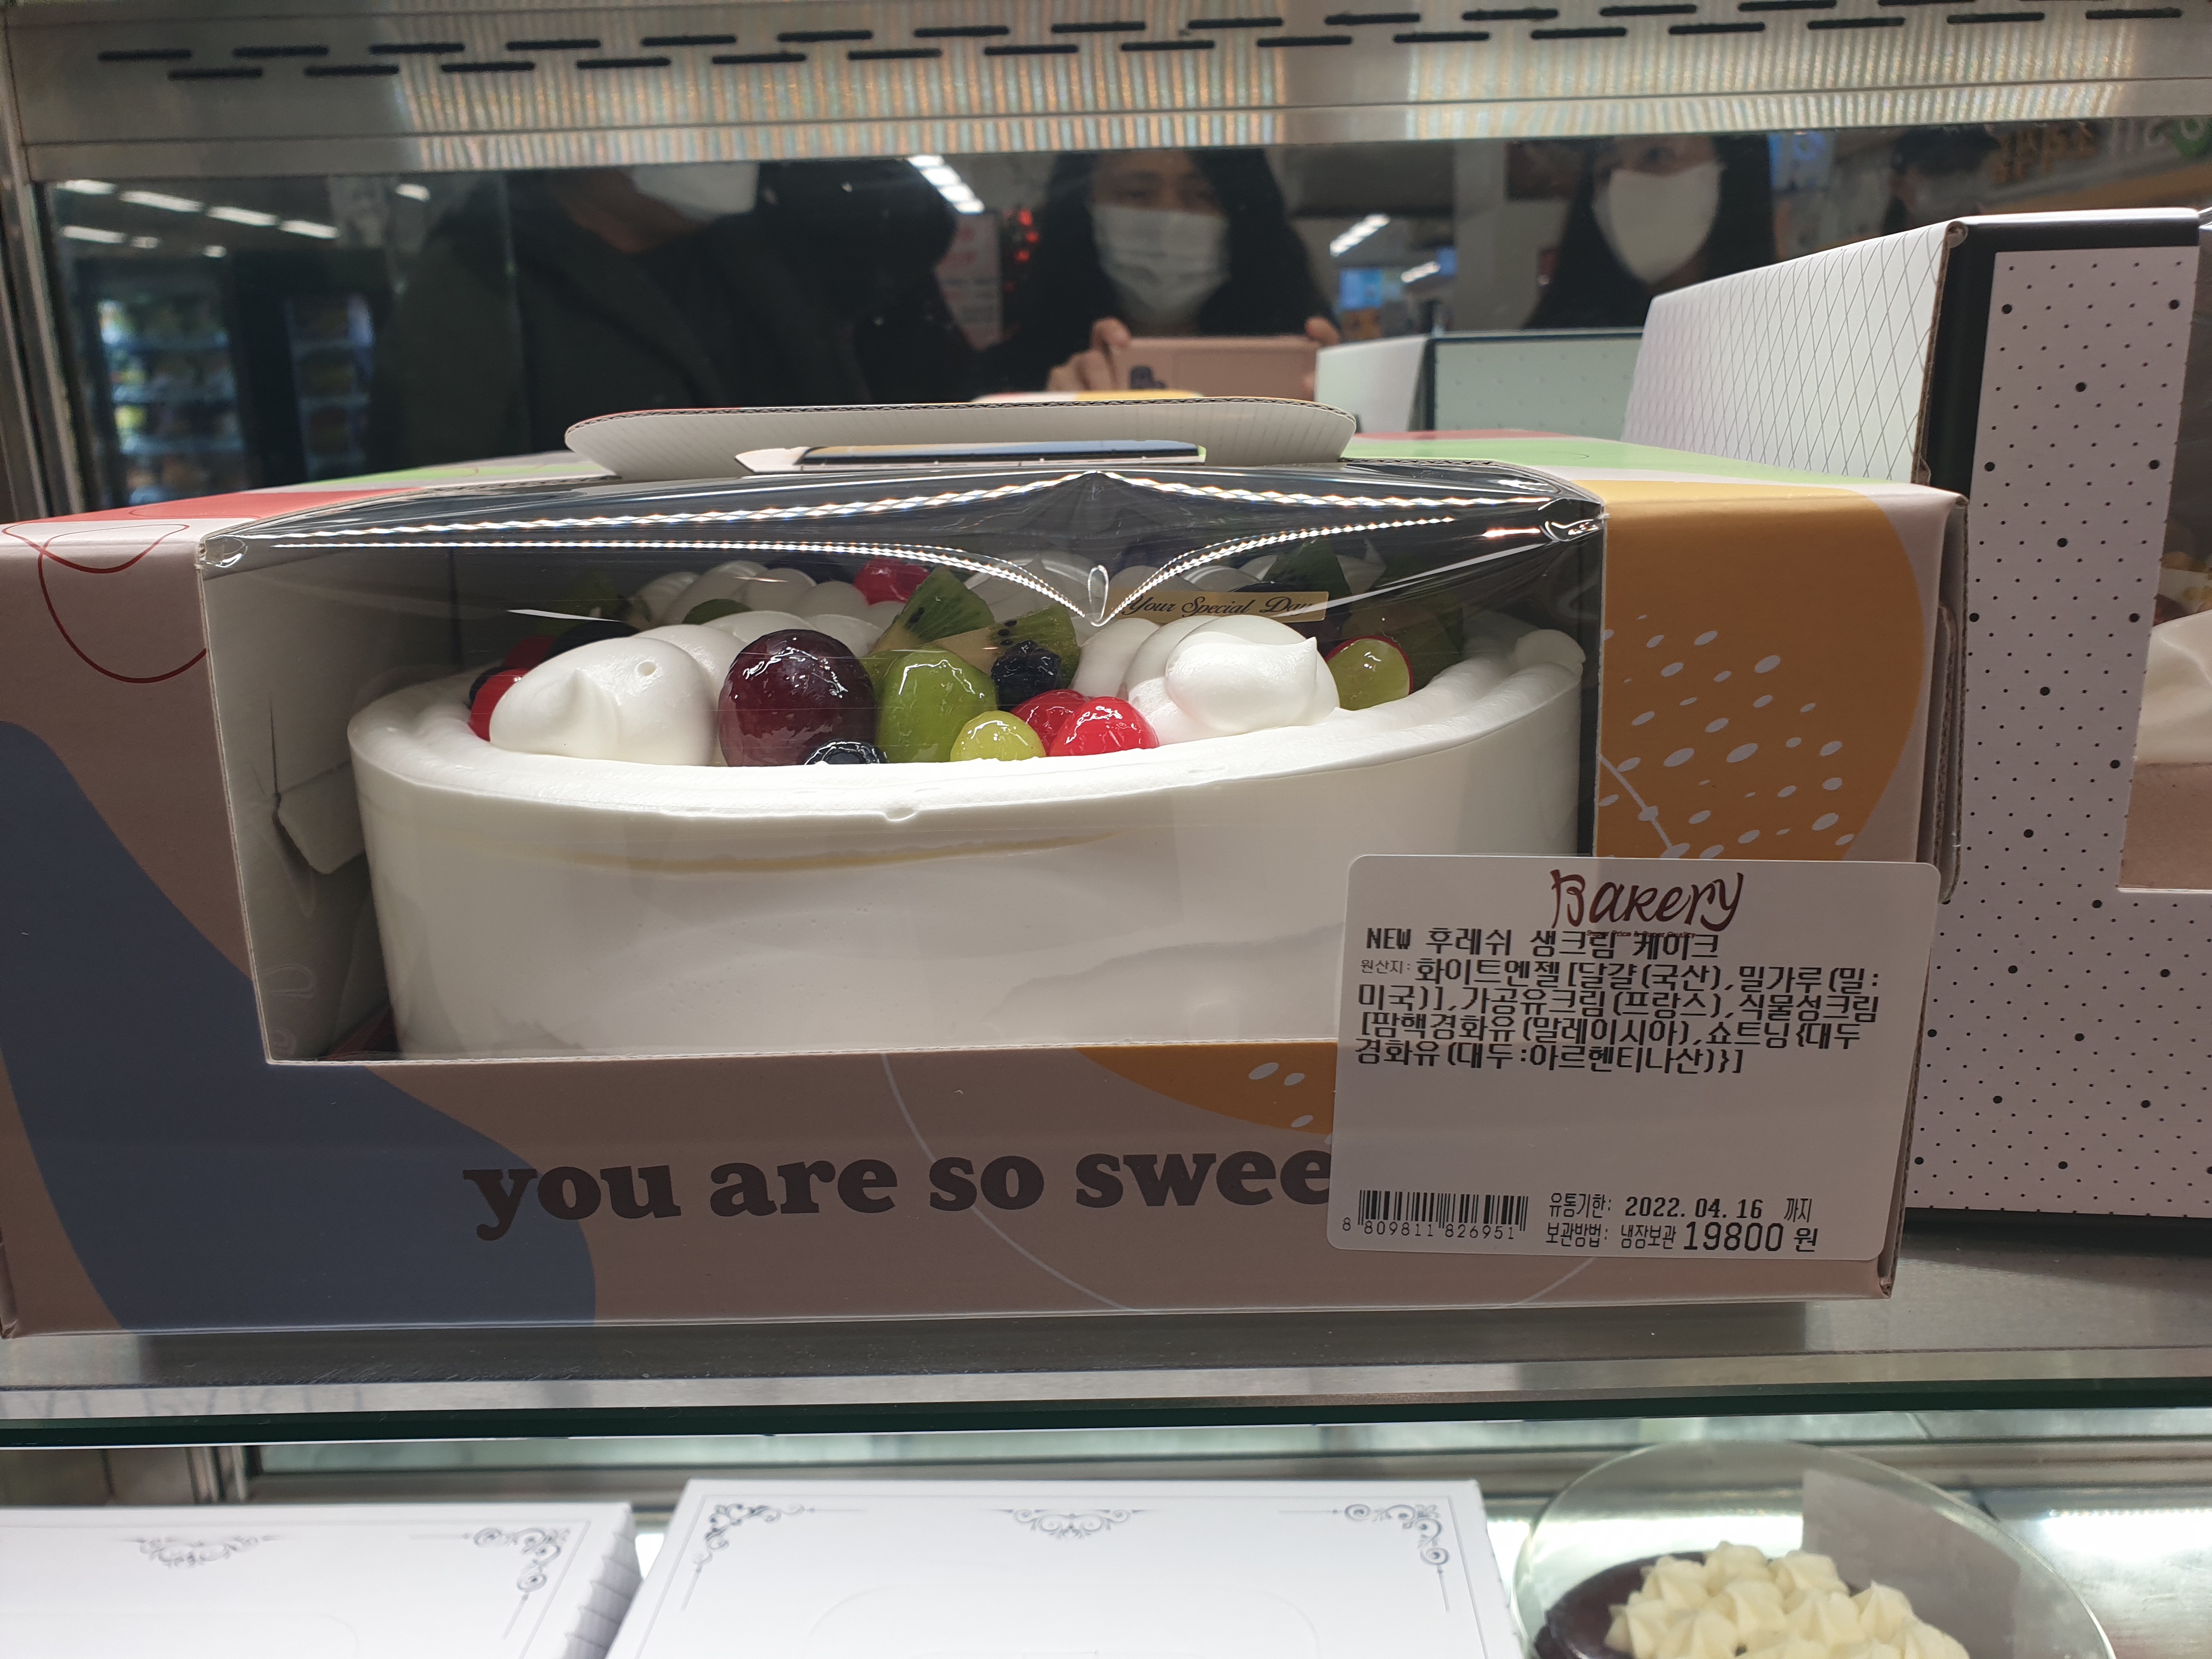 Your Special Day
Bakery
NEW 후레쉬 생크림 케이크
원산지: 화이트엔젤[달걀(국산),밀가루(밀:
미국)],가공유크림(프랑스),식물성크림
[팜핵경화유(말레이시아),쇼트닝{대두
경화유(대두:아르헨티나산)}]
you are so swee
8 809811 826951
유통기한: 2022.04.16 까지
보관방법: 냉장보관 19800 원